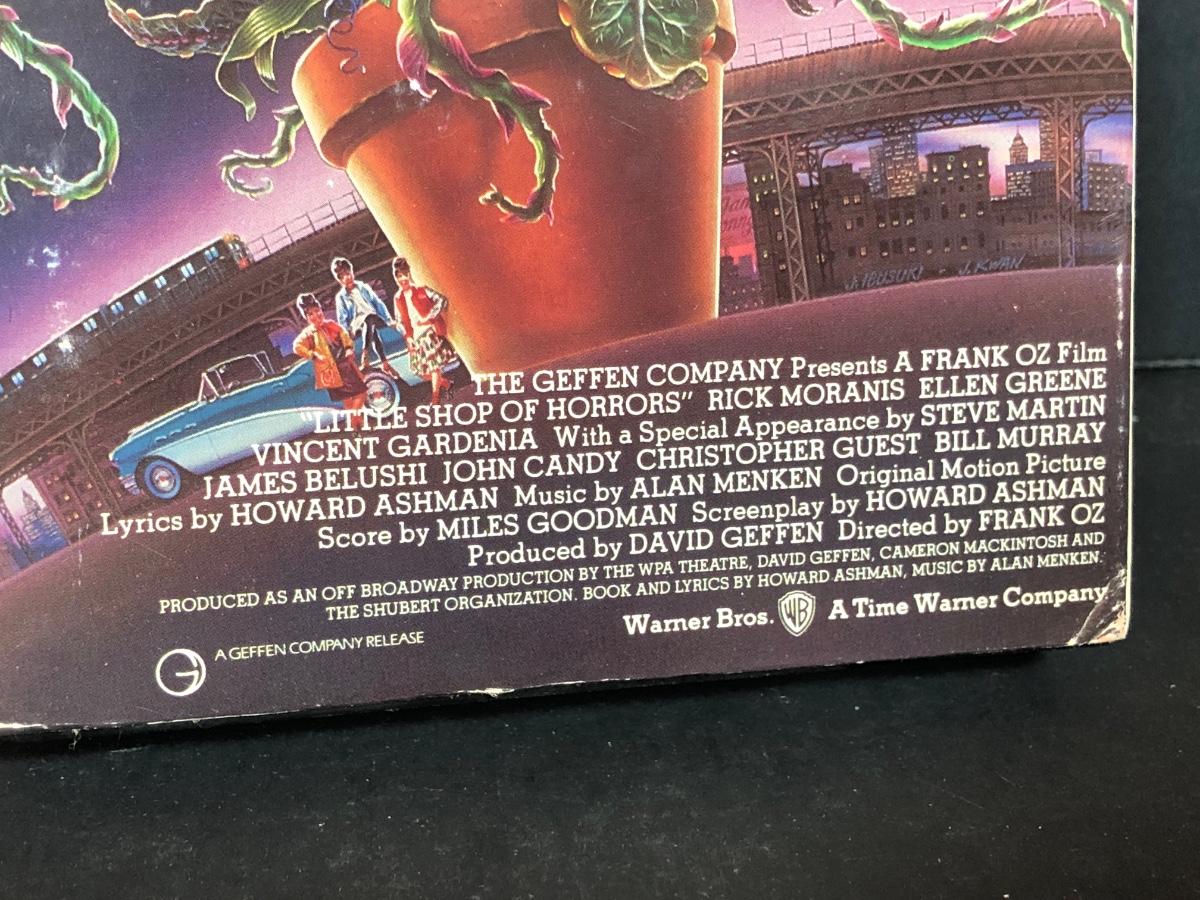 J. IBUSUKI - J. KWAN
THE GEFFEN COMPANY Presents A FRANK OZ Film
"LITTLE SHOP OF HORRORS" RICK MORANIS ELLEN GREENE
VINCENT GARDENIA With a Special Appearance by STEVE MARTIN
JAMES BELUSHI JOHN CANDY CHRISTOPHER GUEST BILL MURRAY
Lyrics by HOWARD ASHMAN Music by ALAN MENKEN Original Motion Picture
Score by MILES GOODMAN Screenplay by HOWARD ASHMAN
Produced by DAVID GEFFEN Directed by FRANK OZ
PRODUCED AS AN OFF BROADWAY PRODUCTION BY THE WPA THEATRE, DAVID GEFFEN, CAMERON MACKINTOSH AND
THE SHUBERT ORGANIZATION. BOOK AND LYRICS BY HOWARD ASHMAN, MUSIC BY ALAN MENKEN.
Warner Bros. WB A Time Warner Company
G A GEFFEN COMPANY RELEASE